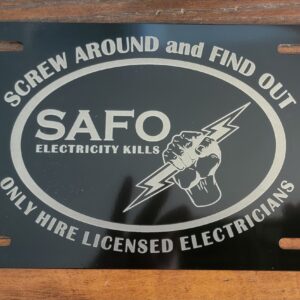 SCREW AROUND and FIND OUT
SAFO
ELECTRICITY KILLS
ONLY HIRE LICENSED ELECTRICIANS